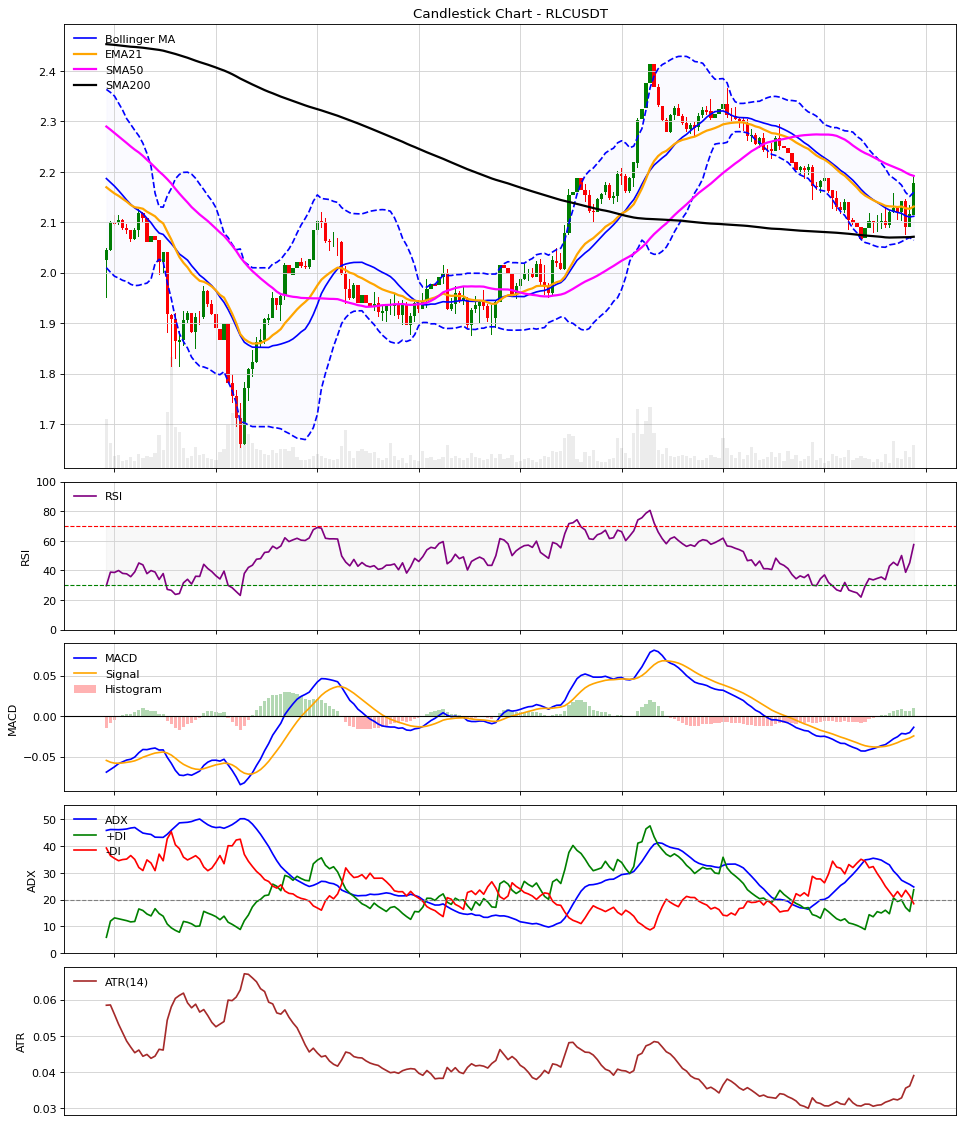 Candlestick Chart - RLCUSDT
Bollinger MA
EMA21
SMA50
SMA200
2.4
2.3
2.2
2.1
2.0
1.9
1.8
1.7
RSI
RSI
100
80
60
40
20
0
MACD
Signal
Histogram
MACD
0.05
0.00
−0.05
ADX
+DI
-DI
ADX
50
40
30
20
10
0
ATR(14)
ATR
0.06
0.05
0.04
0.03